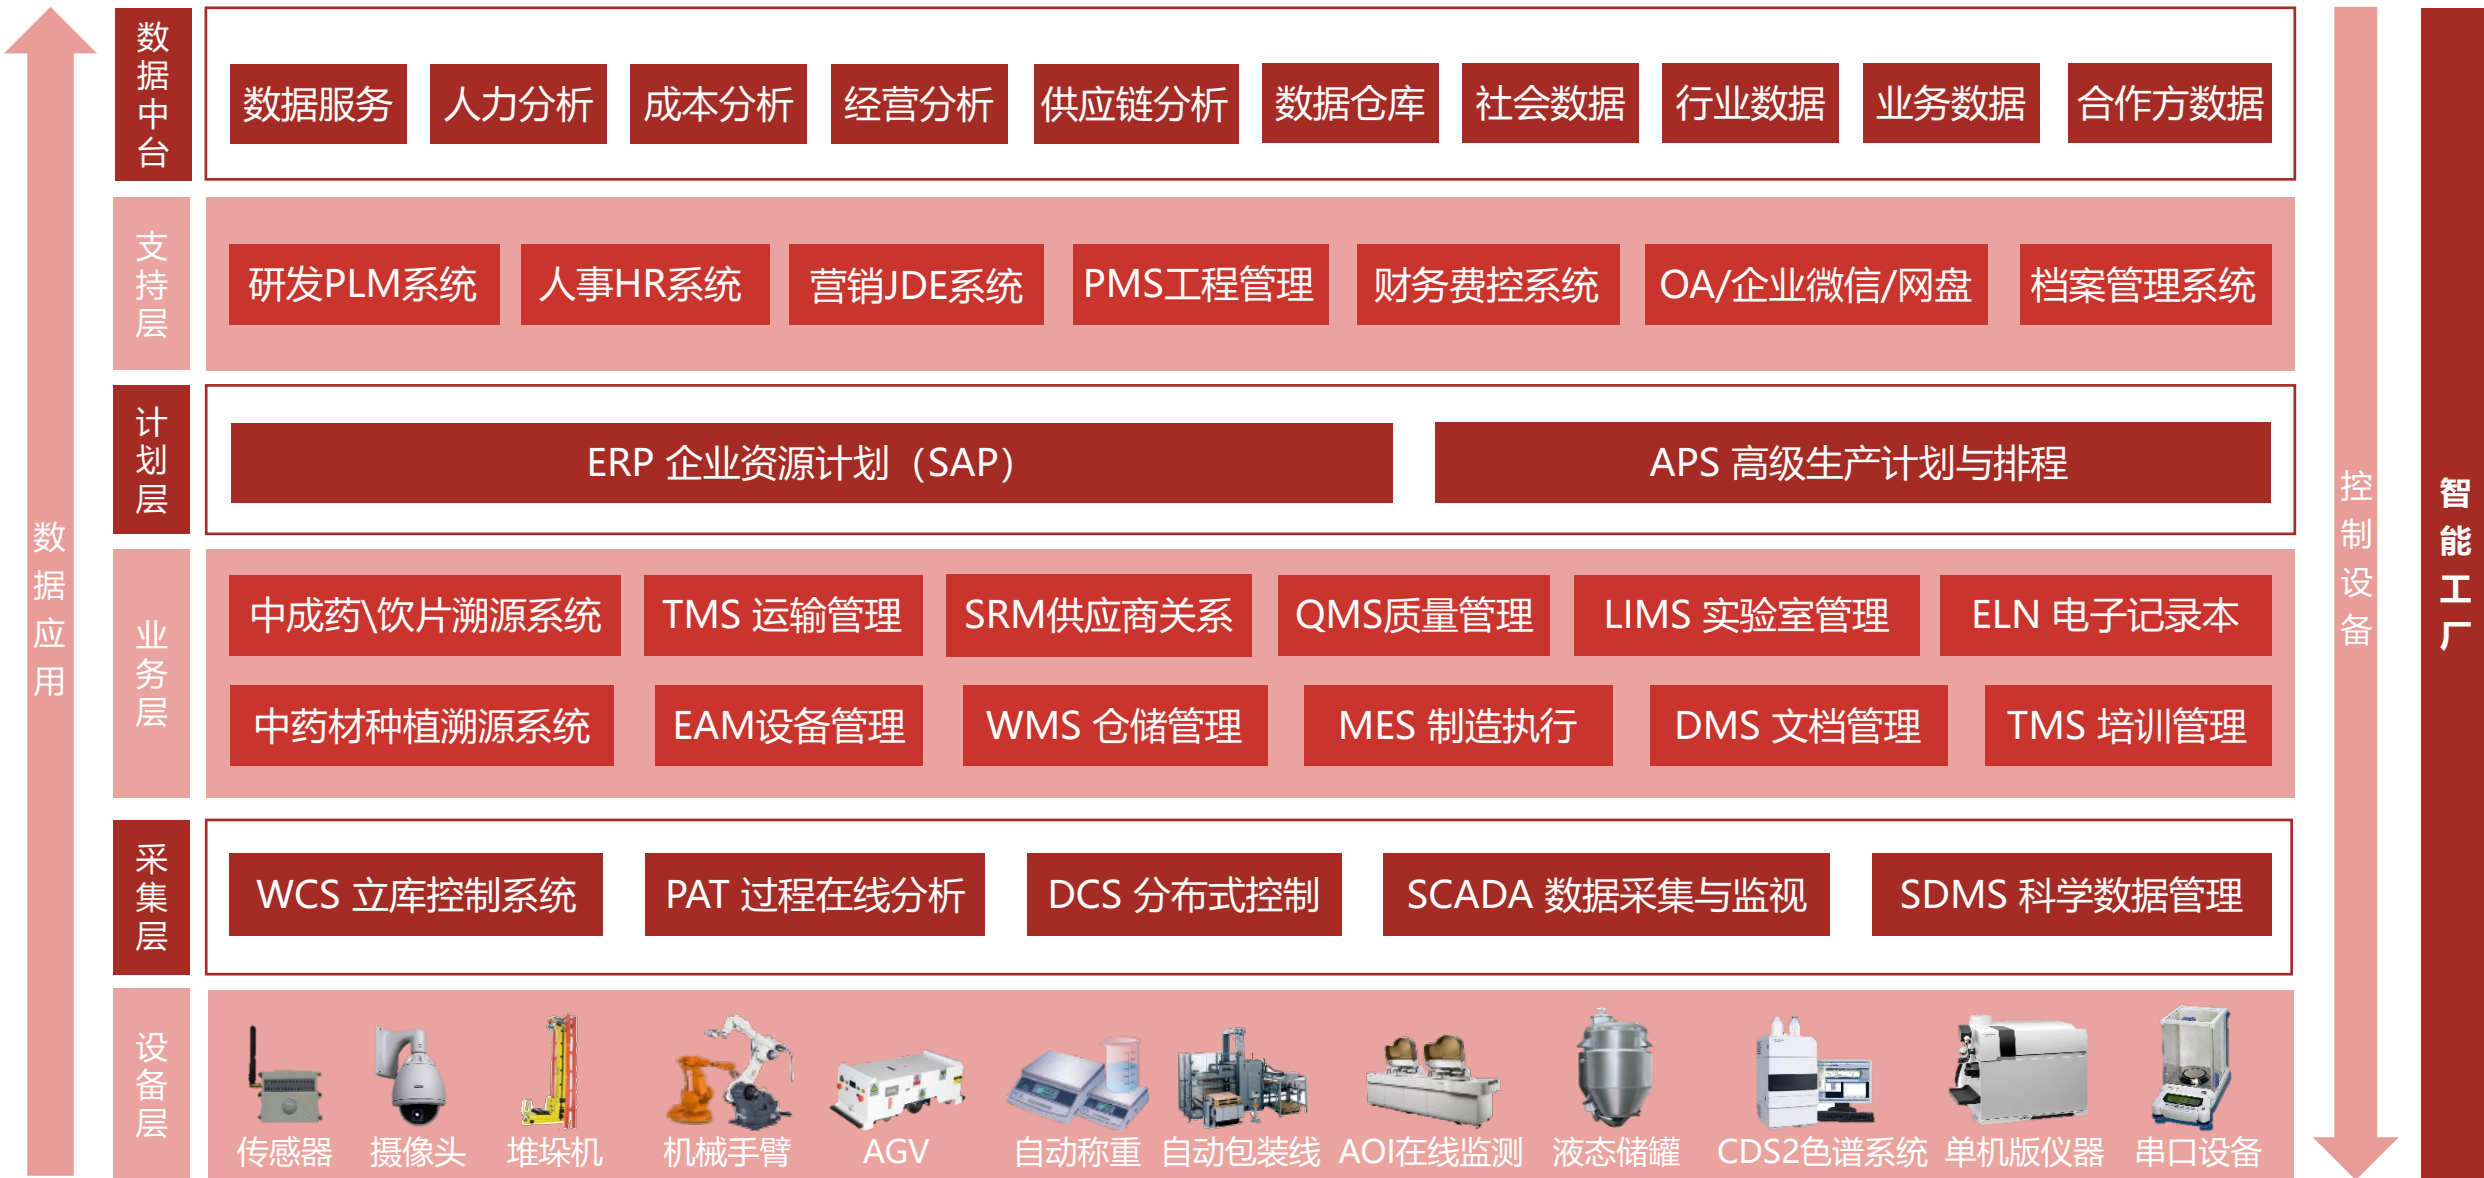 数据中台
数据服务
人力分析
成本分析
经营分析
供应链分析
数据仓库
社会数据
行业数据
业务数据
合作方数据
支持层
研发PLM系统
人事HR系统
营销JDE系统
PMS工程管理
财务费控系统
OA/企业微信/网盘
档案管理系统
计划层
ERP 企业资源计划（SAP）
APS 高级生产计划与排程
业务层
中成药\饮片溯源系统
TMS 运输管理
SRM供应商关系
QMS质量管理
LIMS 实验室管理
ELN 电子记录本
中药材种植溯源系统
EAM设备管理
WMS 仓储管理
MES 制造执行
DMS 文档管理
TMS 培训管理
采集层
WCS 立库控制系统
PAT 过程在线分析
DCS 分布式控制
SCADA 数据采集与监视
SDMS 科学数据管理
设备层
传感器
摄像头
堆垛机
机械手臂
AGV
自动称重
自动包装线
AOI在线监测
液态储罐
CDS2色谱系统
单机版仪器
串口设备
数据应用
控制设备
智能工厂